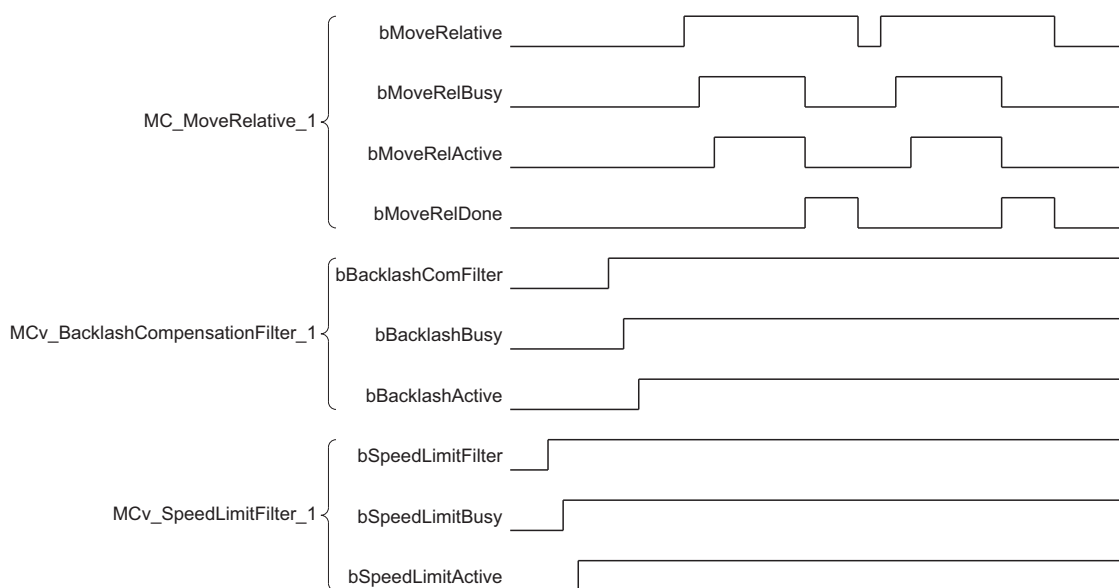 bMoveRelative
bMoveRelBusy
MC_MoveRelative_1
bMoveRelActive
bMoveRelDone
bBacklashComFilter
MCv_BacklashCompensationFilter_1
bBacklashBusy
bBacklashActive
bSpeedLimitFilter
MCv_SpeedLimitFilter_1
bSpeedLimitBusy
bSpeedLimitActive